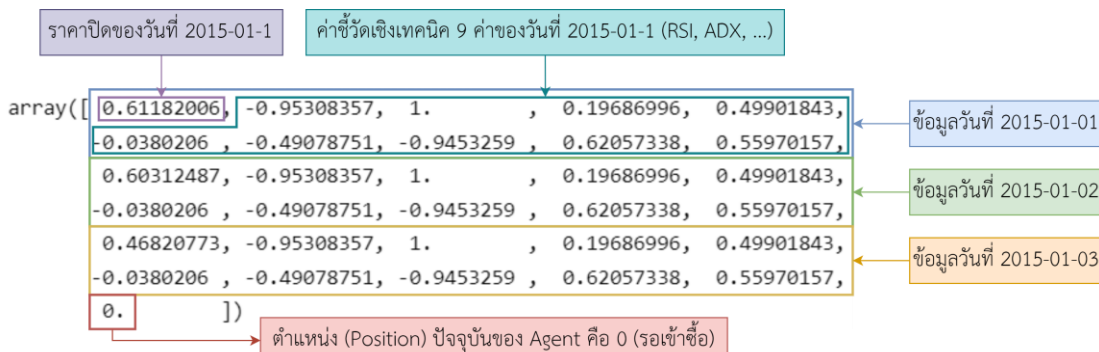 ราคาปิดของวันที่ 2015-01-1
ค่าชี้วัดเชิงเทคนิค 9 ค่าของวันที่ 2015-01-1 (RSI, ADX, ...)
array([ 0.61182006, -0.95308357, 1. , 0.19686996, 0.49901843,
-0.0380206 , -0.49078751, -0.9453259 , 0.62057338, 0.55970157,
ข้อมูลวันที่ 2015-01-01
0.60312487, -0.95308357, 1. , 0.19686996, 0.49901843,
-0.0380206 , -0.49078751, -0.9453259 , 0.62057338, 0.55970157,
ข้อมูลวันที่ 2015-01-02
0.46820773, -0.95308357, 1. , 0.19686996, 0.49901843,
-0.0380206 , -0.49078751, -0.9453259 , 0.62057338, 0.55970157,
ข้อมูลวันที่ 2015-01-03
0. ])
ตำแหน่ง (Position) ปัจจุบันของ Agent คือ 0 (รอเข้าซื้อ)